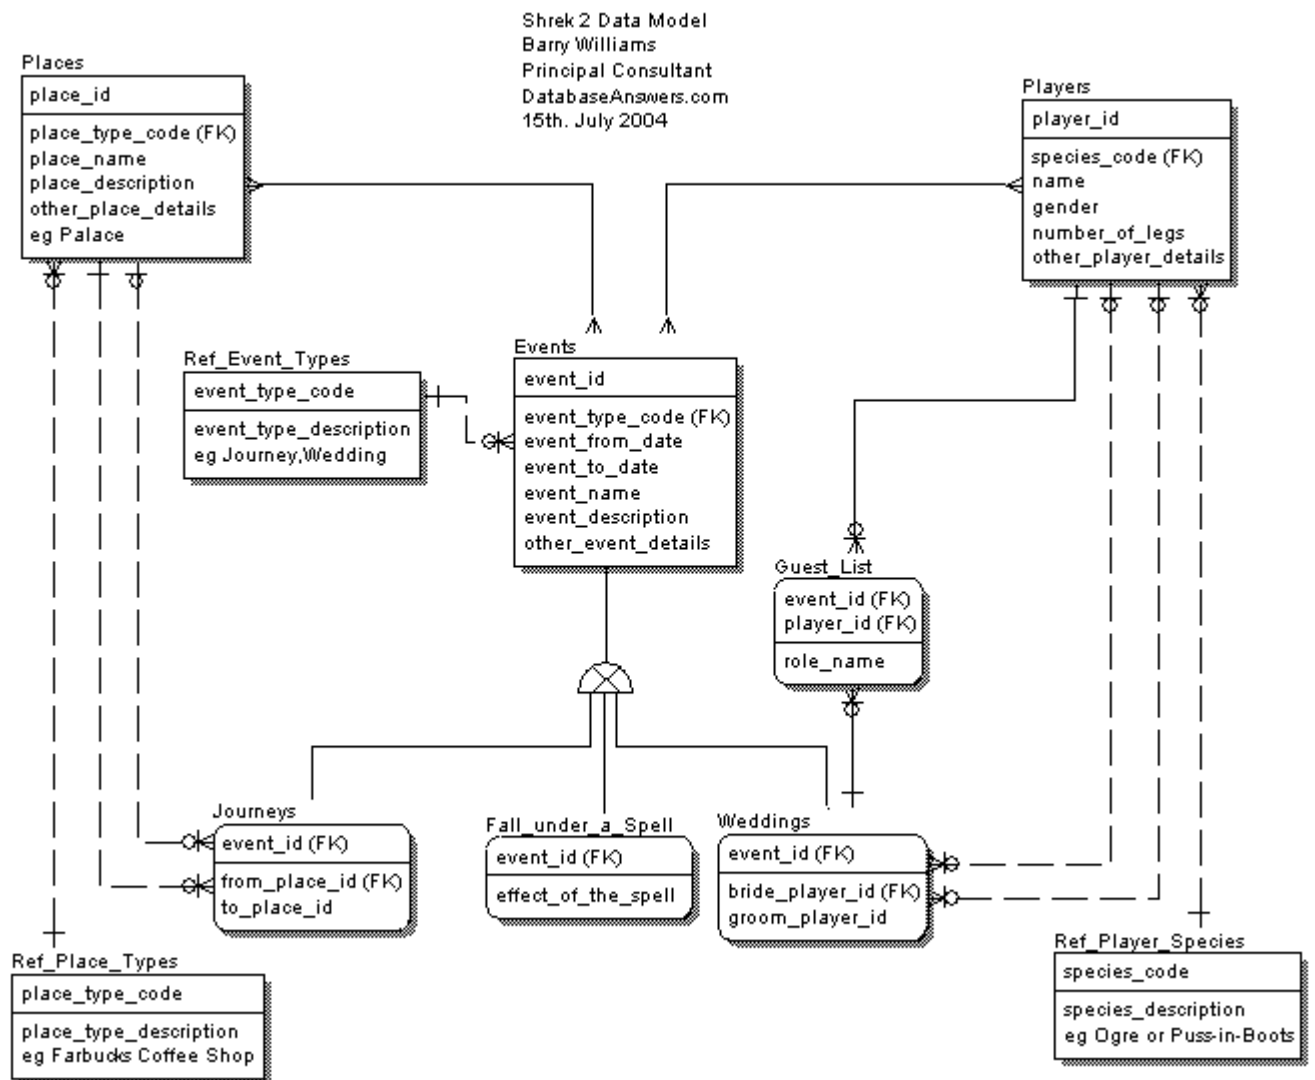 Shrek 2 Data Model
Barry Williams
Principal Consultant
DatabaseAnswers.com
15th. July 2004
Places
place_id
place_type_code (FK)
place_name
place_description
other_place_details
eg Palace
Players
player_id
species_code (FK)
name
gender
number_of_legs
other_player_details
Ref_Event_Types
event_type_code
event_type_description
eg Journey,Wedding
Events
event_id
event_type_code (FK)
event_from_date
event_to_date
event_name
event_description
other_event_details
Guest_List
event_id (FK)
player_id (FK)
role_name
Journeys
event_id (FK)
from_place_id (FK)
to_place_id
Fall_under_a_Spell
event_id (FK)
effect_of_the_spell
Weddings
event_id (FK)
bride_player_id (FK)
groom_player_id
Ref_Place_Types
place_type_code
place_type_description
eg Farbucks Coffee Shop
Ref_Player_Species
species_code
species_description
eg Ogre or Puss-in-Boots